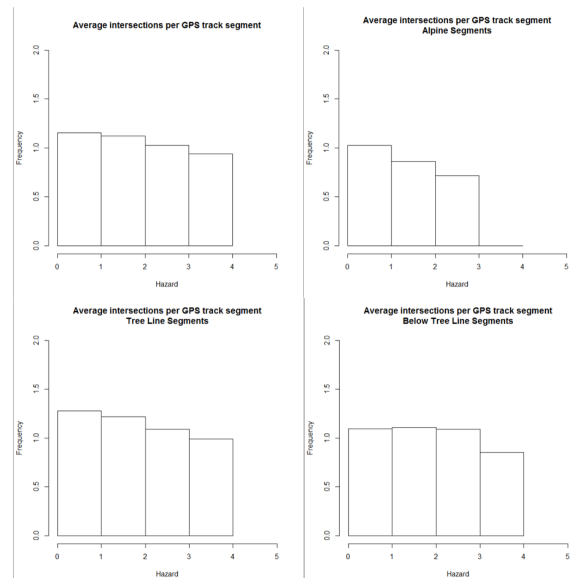 Average intersections per GPS track segment
2.0
1.5
1.0
0.5
0.0
Frequency
0 1 2 3 4 5
Hazard
Average intersections per GPS track segment
Alpine Segments
2.0
1.5
1.0
0.5
0.0
Frequency
0 1 2 3 4 5
Hazard
Average intersections per GPS track segment
Tree Line Segments
2.0
1.5
1.0
0.5
0.0
Frequency
0 1 2 3 4 5
Hazard
Average intersections per GPS track segment
Below Tree Line Segments
2.0
1.5
1.0
0.5
0.0
Frequency
0 1 2 3 4 5
Hazard